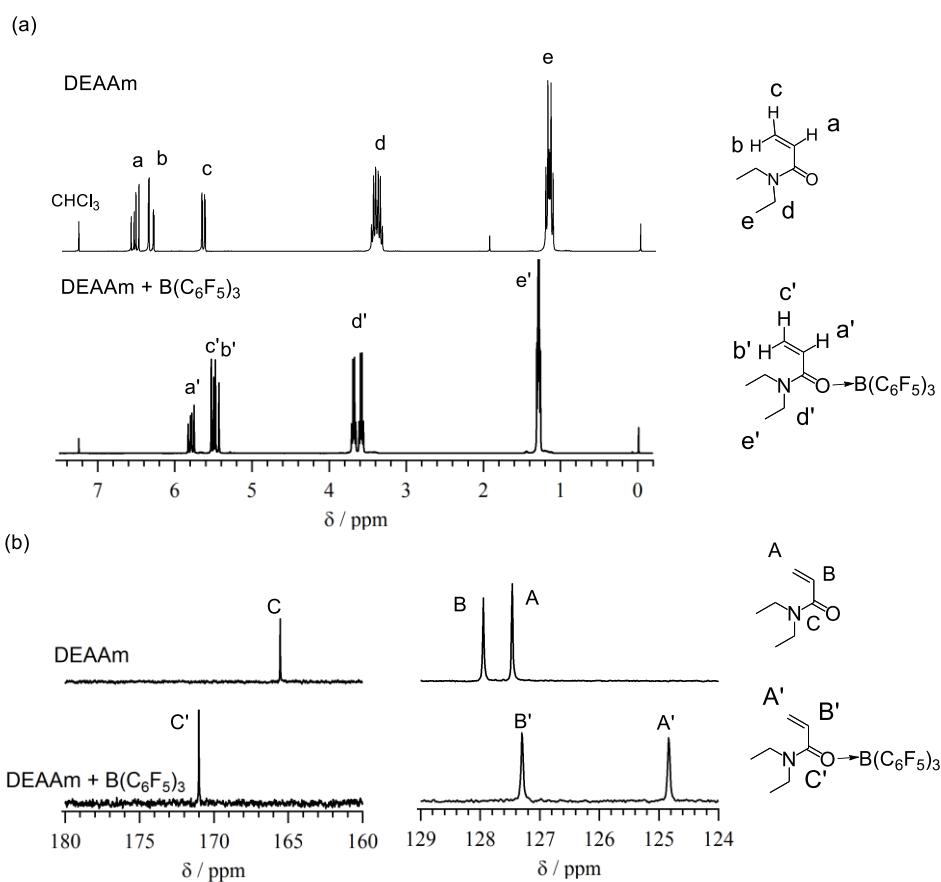 (a)
DEAAm
CHCl₃
a
b
c
d
e
c
H
a
H
b
H
N
O
d
e
DEAAm + B(C₆F₅)₃
a'
c'
b'
d'
e'
c'
H
a'
H
b'
H
N
O→B(C₆F₅)₃
d'
e'
7
6
5
4
3
2
1
0
δ / ppm
(b)
DEAAm
C
B
A
A
B
N
C
O
DEAAm + B(C₆F₅)₃
C'
B'
A'
A'
B'
N
O→B(C₆F₅)₃
C'
180
175
170
165
160
δ / ppm
129
128
127
126
125
124
δ / ppm